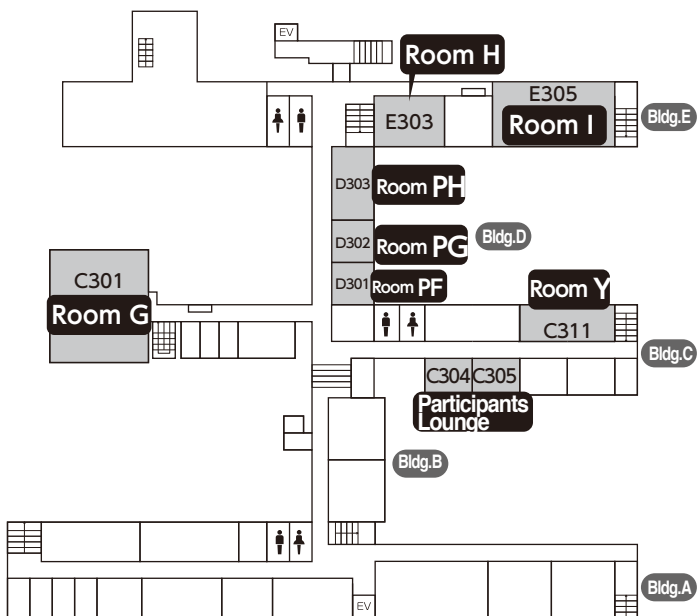 EV
Room H
E303
E305
Room I
Bldg.E
D303
Room PH
D302
Room PG
Bldg.D
D301
Room PF
C301
Room G
Room Y
C311
Bldg.C
C304
C305
Participants
Lounge
Bldg.B
Bldg.A
EV